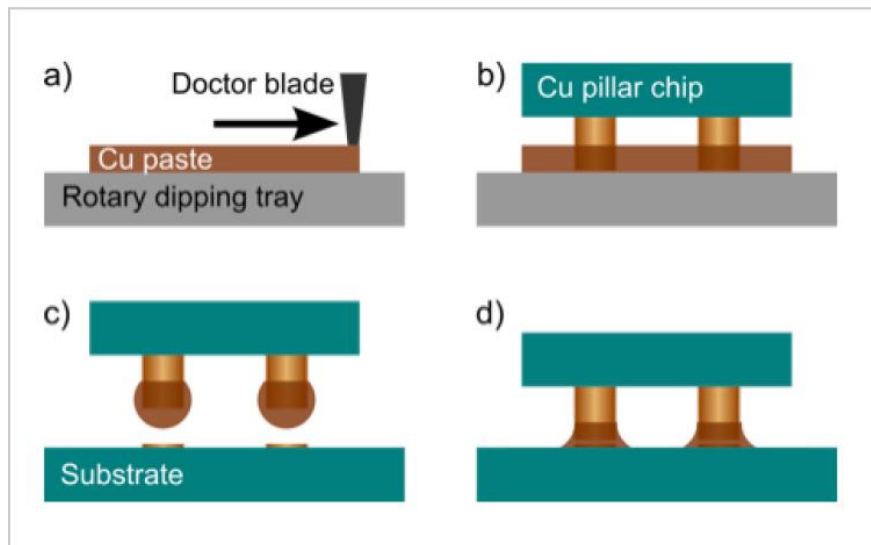 a)
Doctor blade
Cu paste
Rotary dipping tray
b)
Cu pillar chip
c)
Substrate
d)